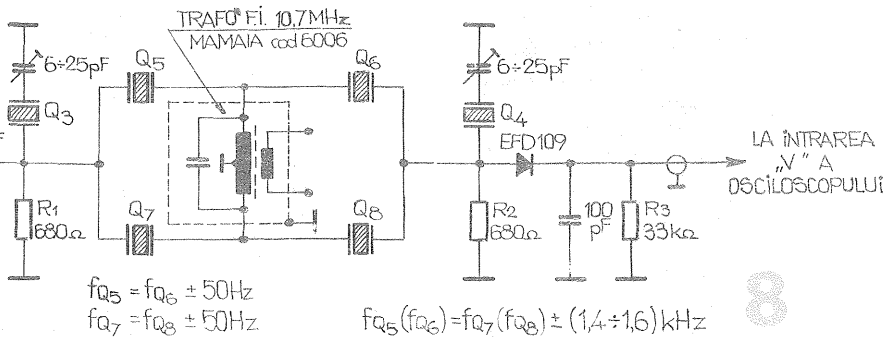 TRAFO" F.I. 10,7MHz
MAMAIA cod 6006
6÷25pF
Q5
Q6
6÷25pF
Q3
Q4
EFD109
F
LA INTRAREA
„V" A
OSCILOSCOPULUI
R1
680Ω
Q7
Q8
R2
680Ω
100
pF
R3
33kΩ
fQ5 = fQ6 ± 50Hz
fQ7 = fQ8 ± 50Hz
fQ5(fQ6)=fQ7(fQ8) ± (1,4÷1,6)kHz
8